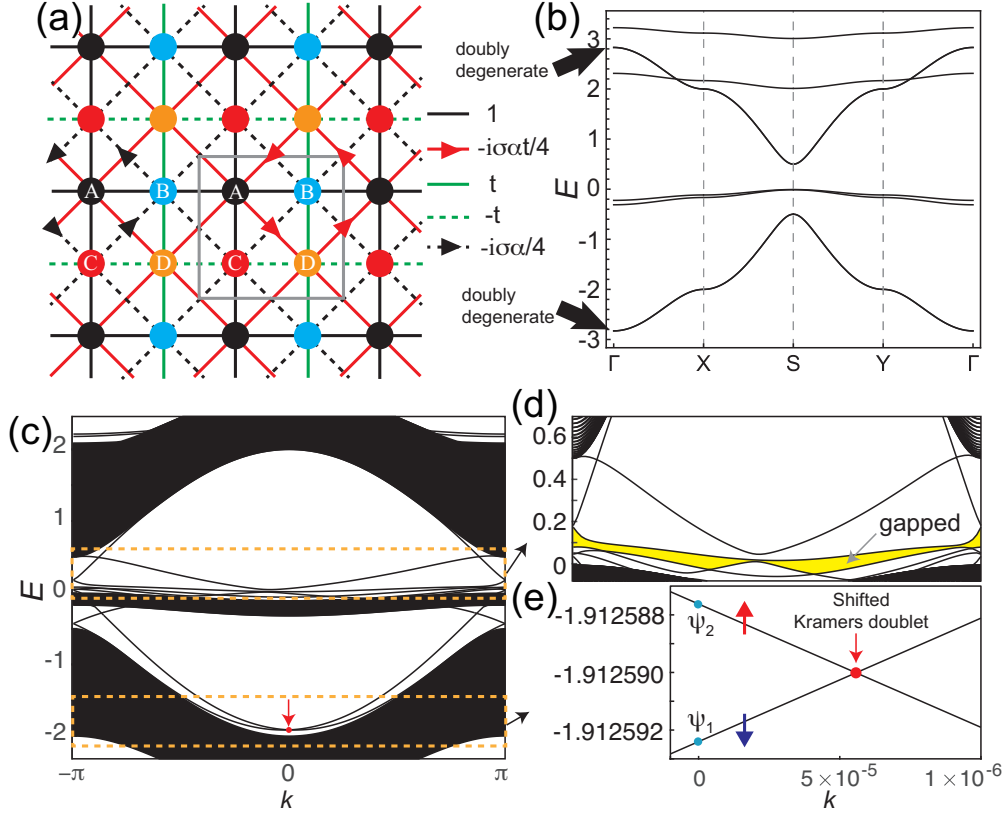 (a)
A
B
A
B
C
D
C
D
1
-iσαt/4
t
-t
-iσα/4
(b)
doubly
degenerate
doubly
degenerate
E
3
2
1
0
-1
-2
-3
Γ
X
S
Y
Γ
(c)
E
2
1
0
-1
-2
−π
0
π
k
(d)
0.6
0.4
0.2
0
gapped
(e)
-1.912588
-1.912590
-1.912592
ψ2
ψ1
Shifted
Kramers doublet
0
5×10⁻⁵
1×10⁻⁶
k